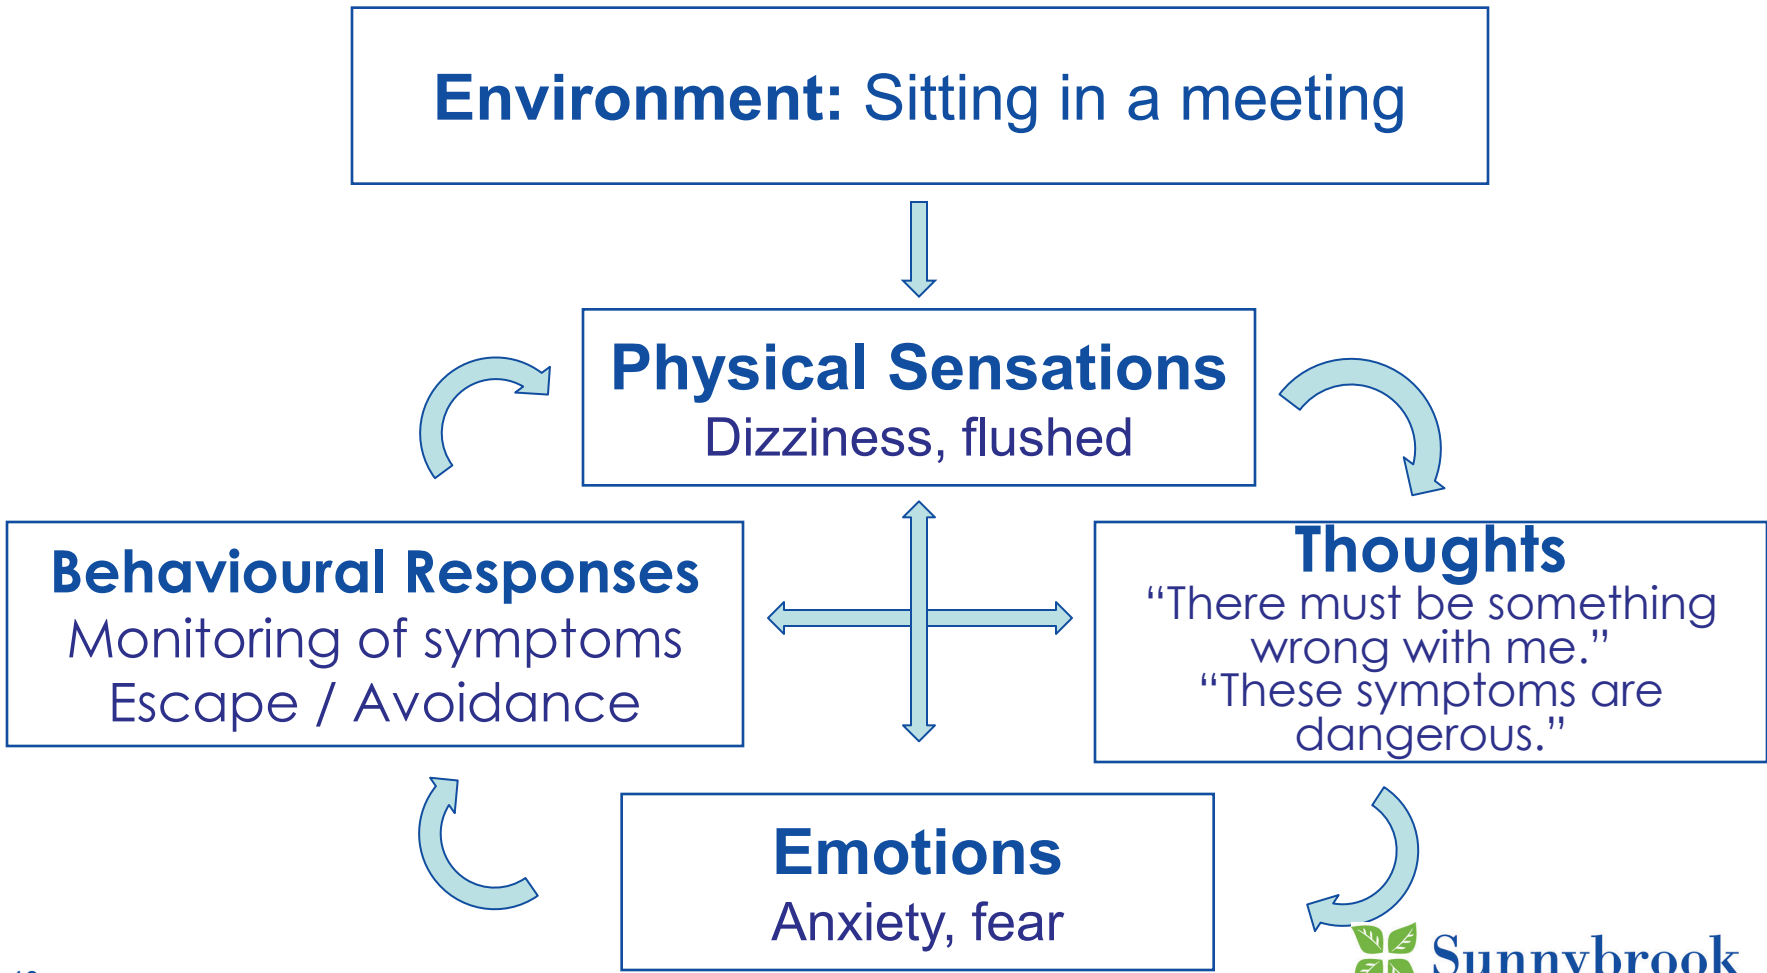 Environment: Sitting in a meeting
Physical Sensations
Dizziness, flushed
Behavioural Responses
Monitoring of symptoms
Escape / Avoidance
Thoughts
“There must be something
wrong with me.”
“These symptoms are
dangerous.”
Emotions
Anxiety, fear
Sunnybrook